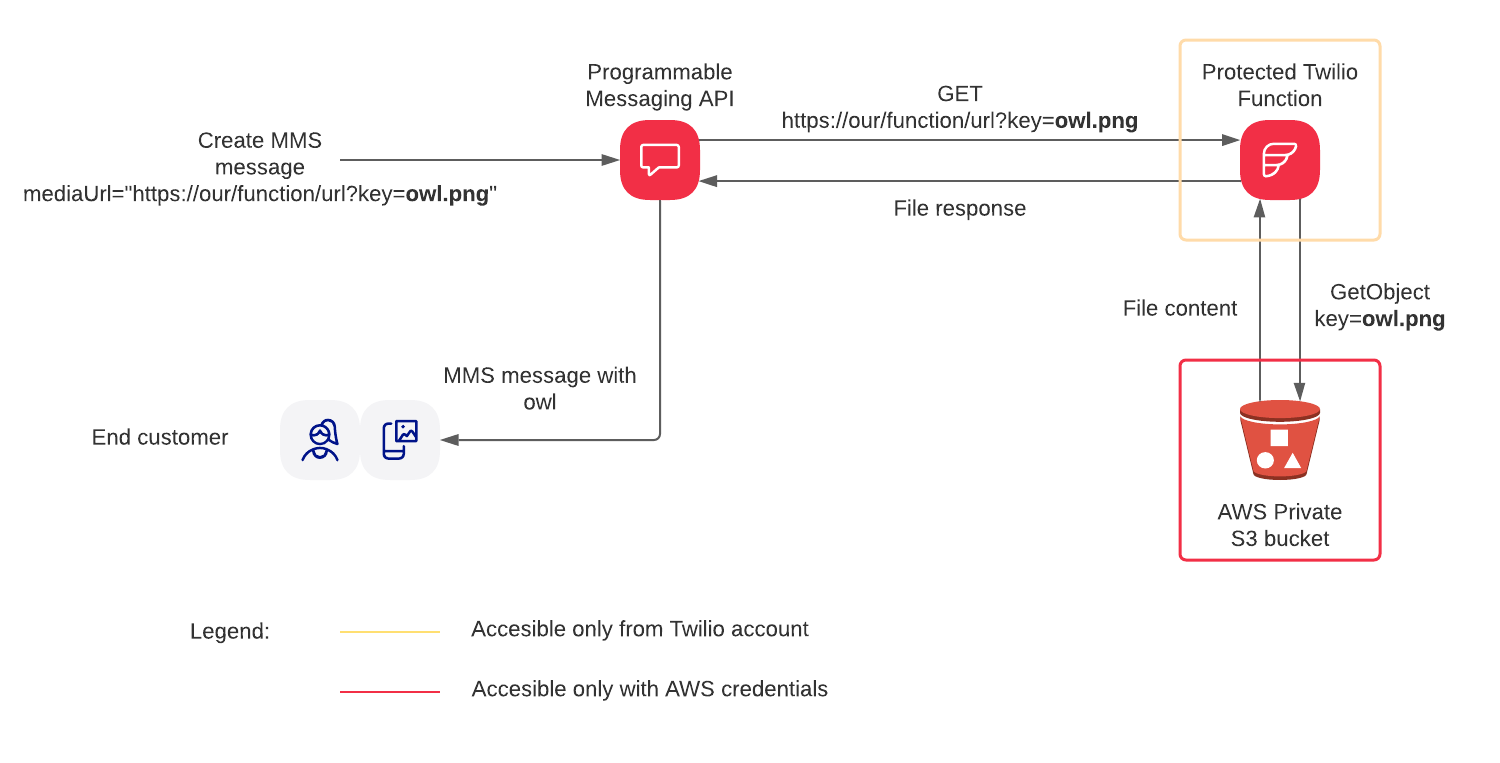 Programmable
Messaging API
Protected Twilio
Function
GET
https://our/function/url?key=owl.png
Create MMS
message
mediaUrl="https://our/function/url?key=owl.png"
File response
File content
GetObject
key=owl.png
MMS message with
owl
End customer
AWS Private
S3 bucket
Legend:
Accesible only from Twilio account
Accesible only with AWS credentials